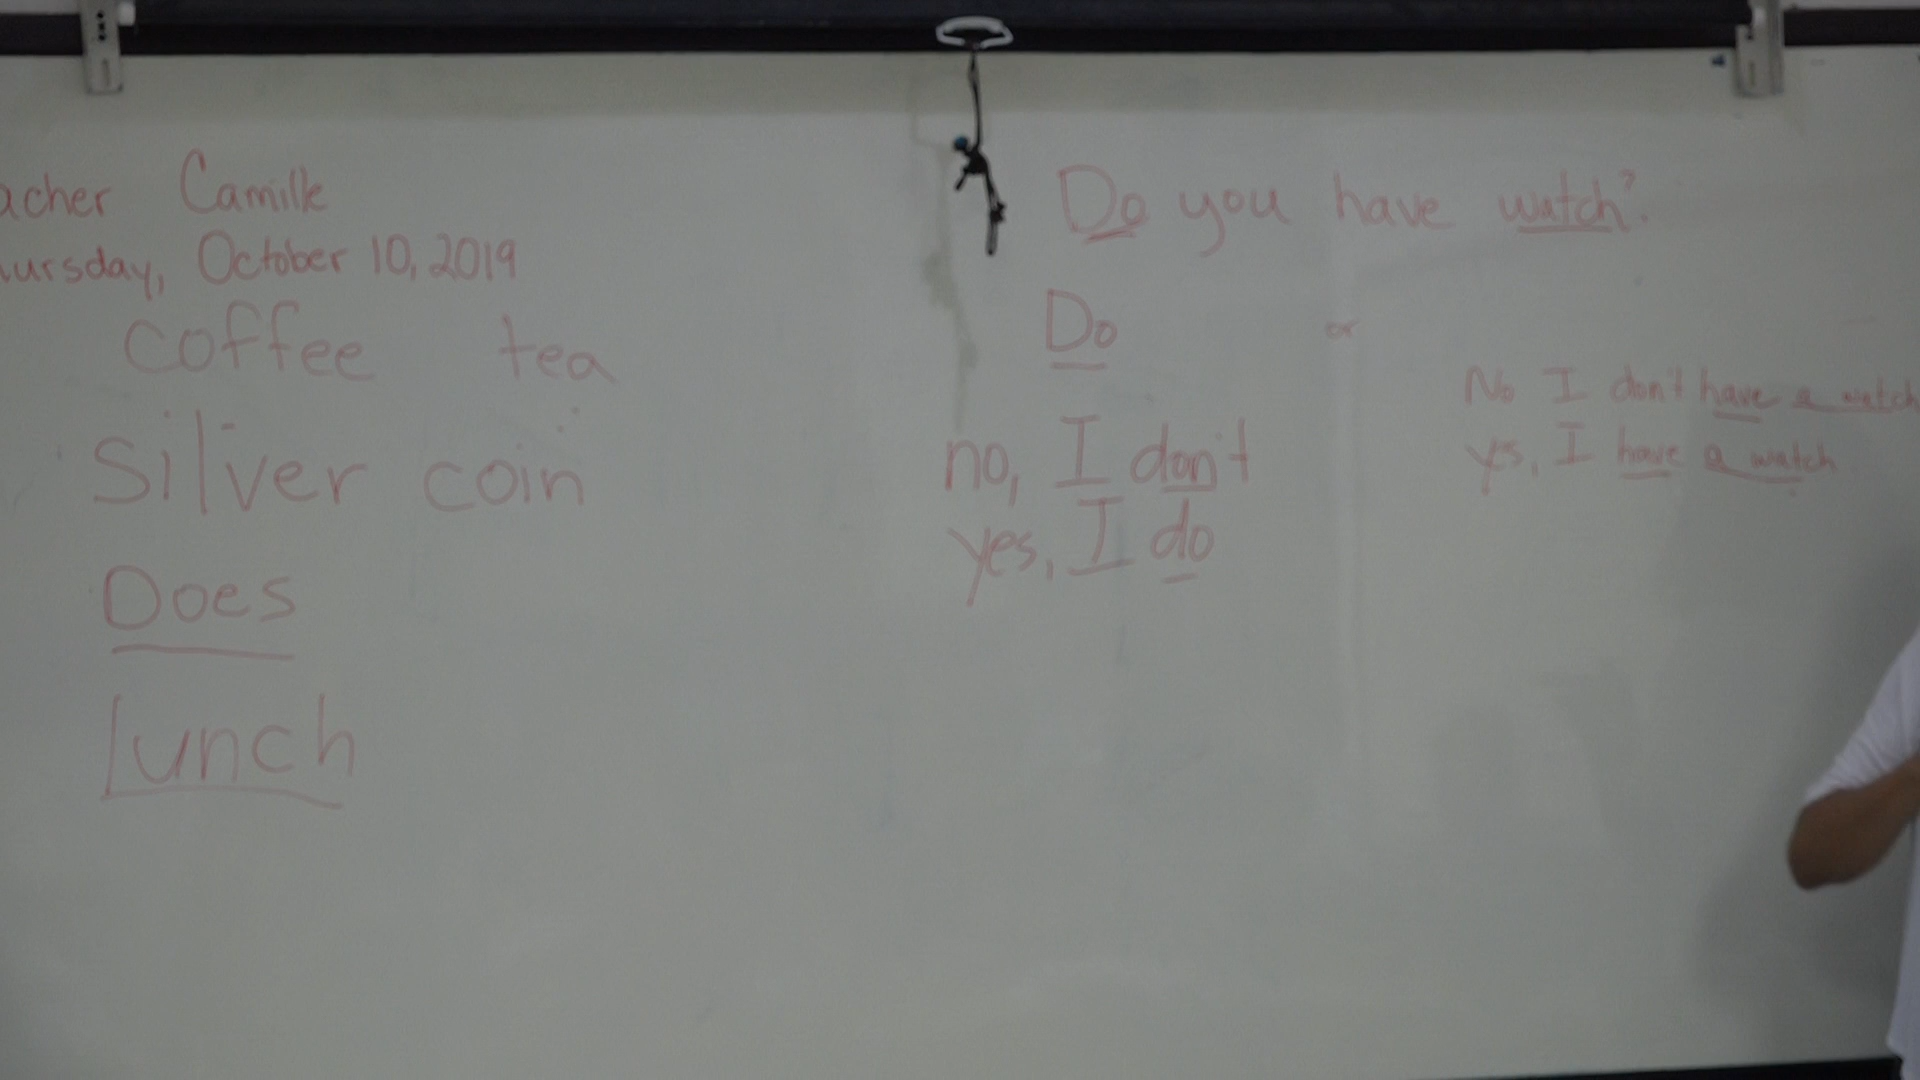 acher Camille
ursday, October 10, 2019
coffee tea
Silver coin
Does
lunch
Do you have watch?
Do or
no, I don't
yes, I do
No I don't have a watch
yes, I have a watch